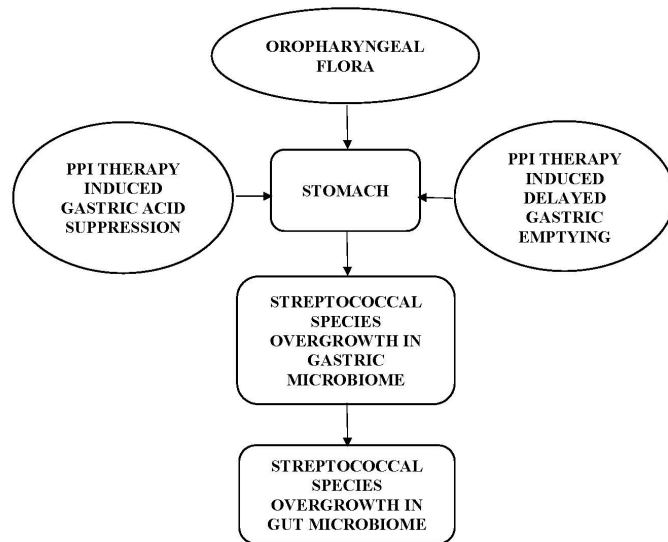 OROPHARYNGEAL
FLORA
PPI THERAPY
INDUCED
GASTRIC ACID
SUPPRESSION
STOMACH
PPI THERAPY
INDUCED
DELAYED
GASTRIC
EMPTYING
STREPTOCOCCAL
SPECIES
OVERGROWTH IN
GASTRIC
MICROBIOME
STREPTOCOCCAL
SPECIES
OVERGROWTH IN
GUT MICROBIOME